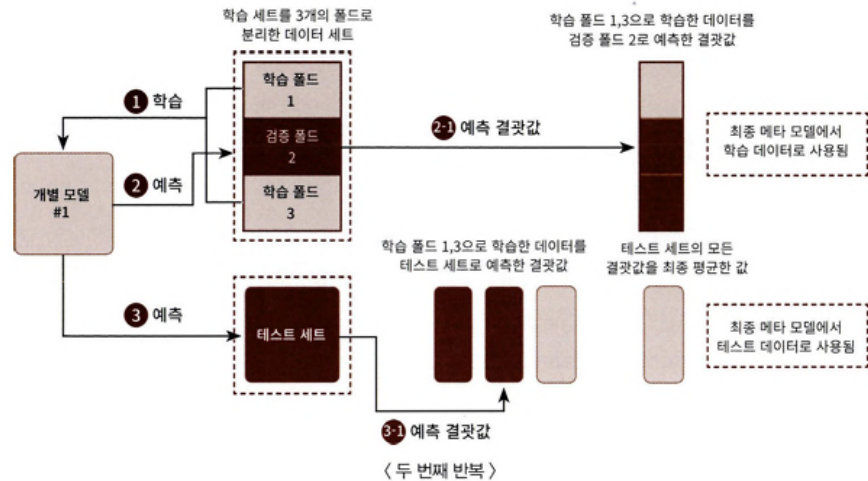 학습 세트를 3개의 폴드로
분리한 데이터 세트
학습 폴드 1,3으로 학습한 데이터를
검증 폴드 2로 예측한 결괏값
1 학습
학습 폴드
1
2-1 예측 결괏값
검증 폴드
2
최종 메타 모델에서
학습 데이터로 사용됨
개별 모델
#1
2 예측
학습 폴드
3
학습 폴드 1,3으로 학습한 데이터를
테스트 세트로 예측한 결괏값
테스트 세트의 모든
결괏값을 최종 평균한 값
3 예측
테스트 세트
최종 메타 모델에서
테스트 데이터로 사용됨
3-1 예측 결괏값
〈 두 번째 반복 〉